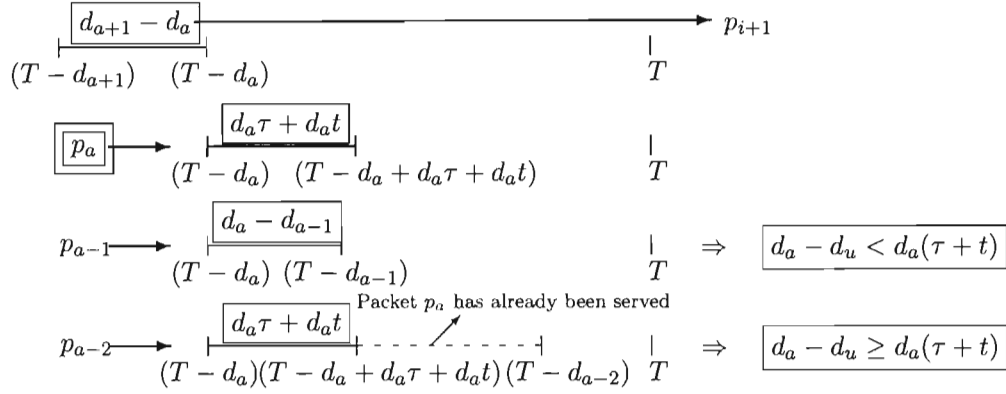 d_{a+1} − d_a p_{i+1}
(T − d_{a+1}) (T − d_a) T
d_aτ + d_at
p_a
(T − d_a) (T − d_a + d_aτ + d_at) T
d_a − d_{a−1}
p_{a−1} ⇒ d_a − d_u < d_a(τ + t)
(T − d_a) (T − d_{a−1}) T
Packet p_a has already been served
d_aτ + d_at
p_{a−2} ⇒ d_a − d_u ≥ d_a(τ + t)
(T − d_a)(T − d_a + d_aτ + d_at)(T − d_{a−2}) T